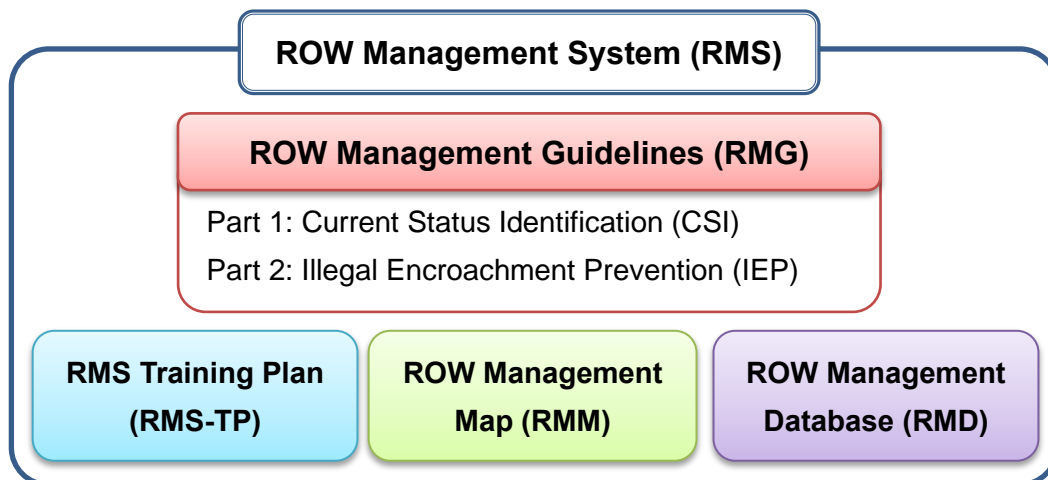 ROW Management System (RMS)
ROW Management Guidelines (RMG)
Part 1: Current Status Identification (CSI)
Part 2: Illegal Encroachment Prevention (IEP)
RMS Training Plan
(RMS-TP)
ROW Management
Map (RMM)
ROW Management
Database (RMD)